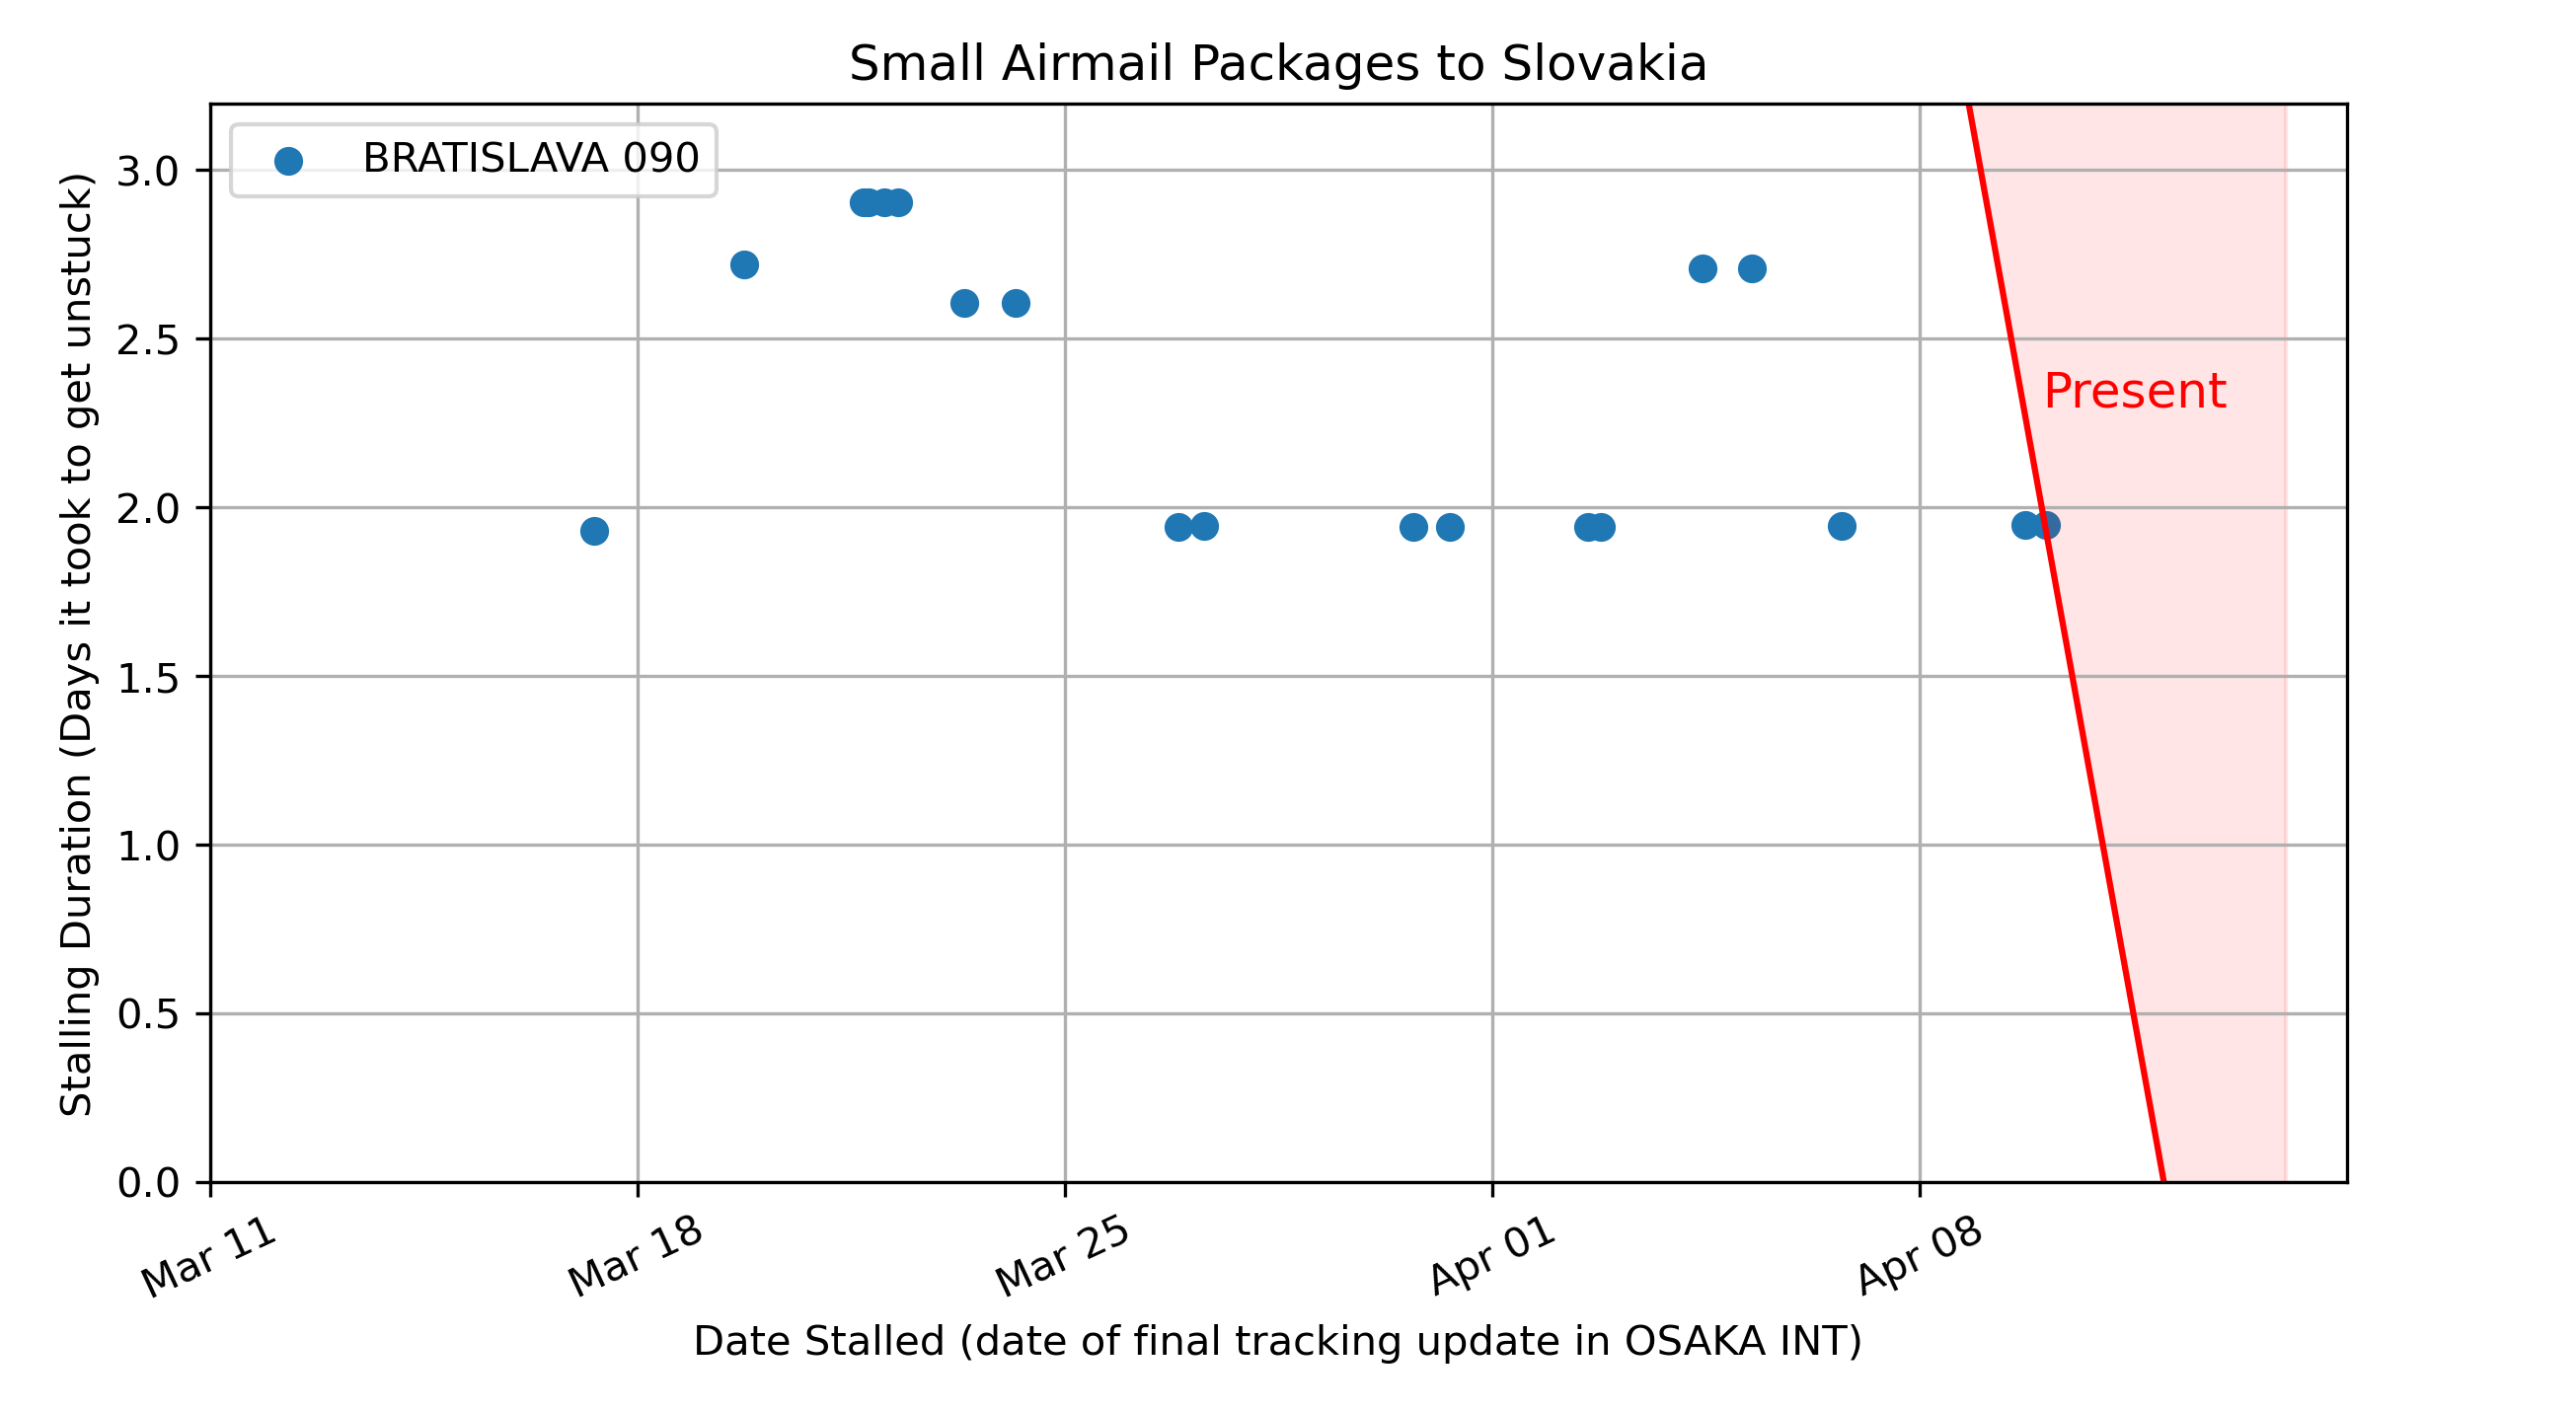 Small Airmail Packages to Slovakia
BRATISLAVA 090
Stalling Duration (Days it took to get unstuck)
3.0
2.5
2.0
1.5
1.0
0.5
0.0
Present
Mar 11
Mar 18
Mar 25
Apr 01
Apr 08
Date Stalled (date of final tracking update in OSAKA INT)